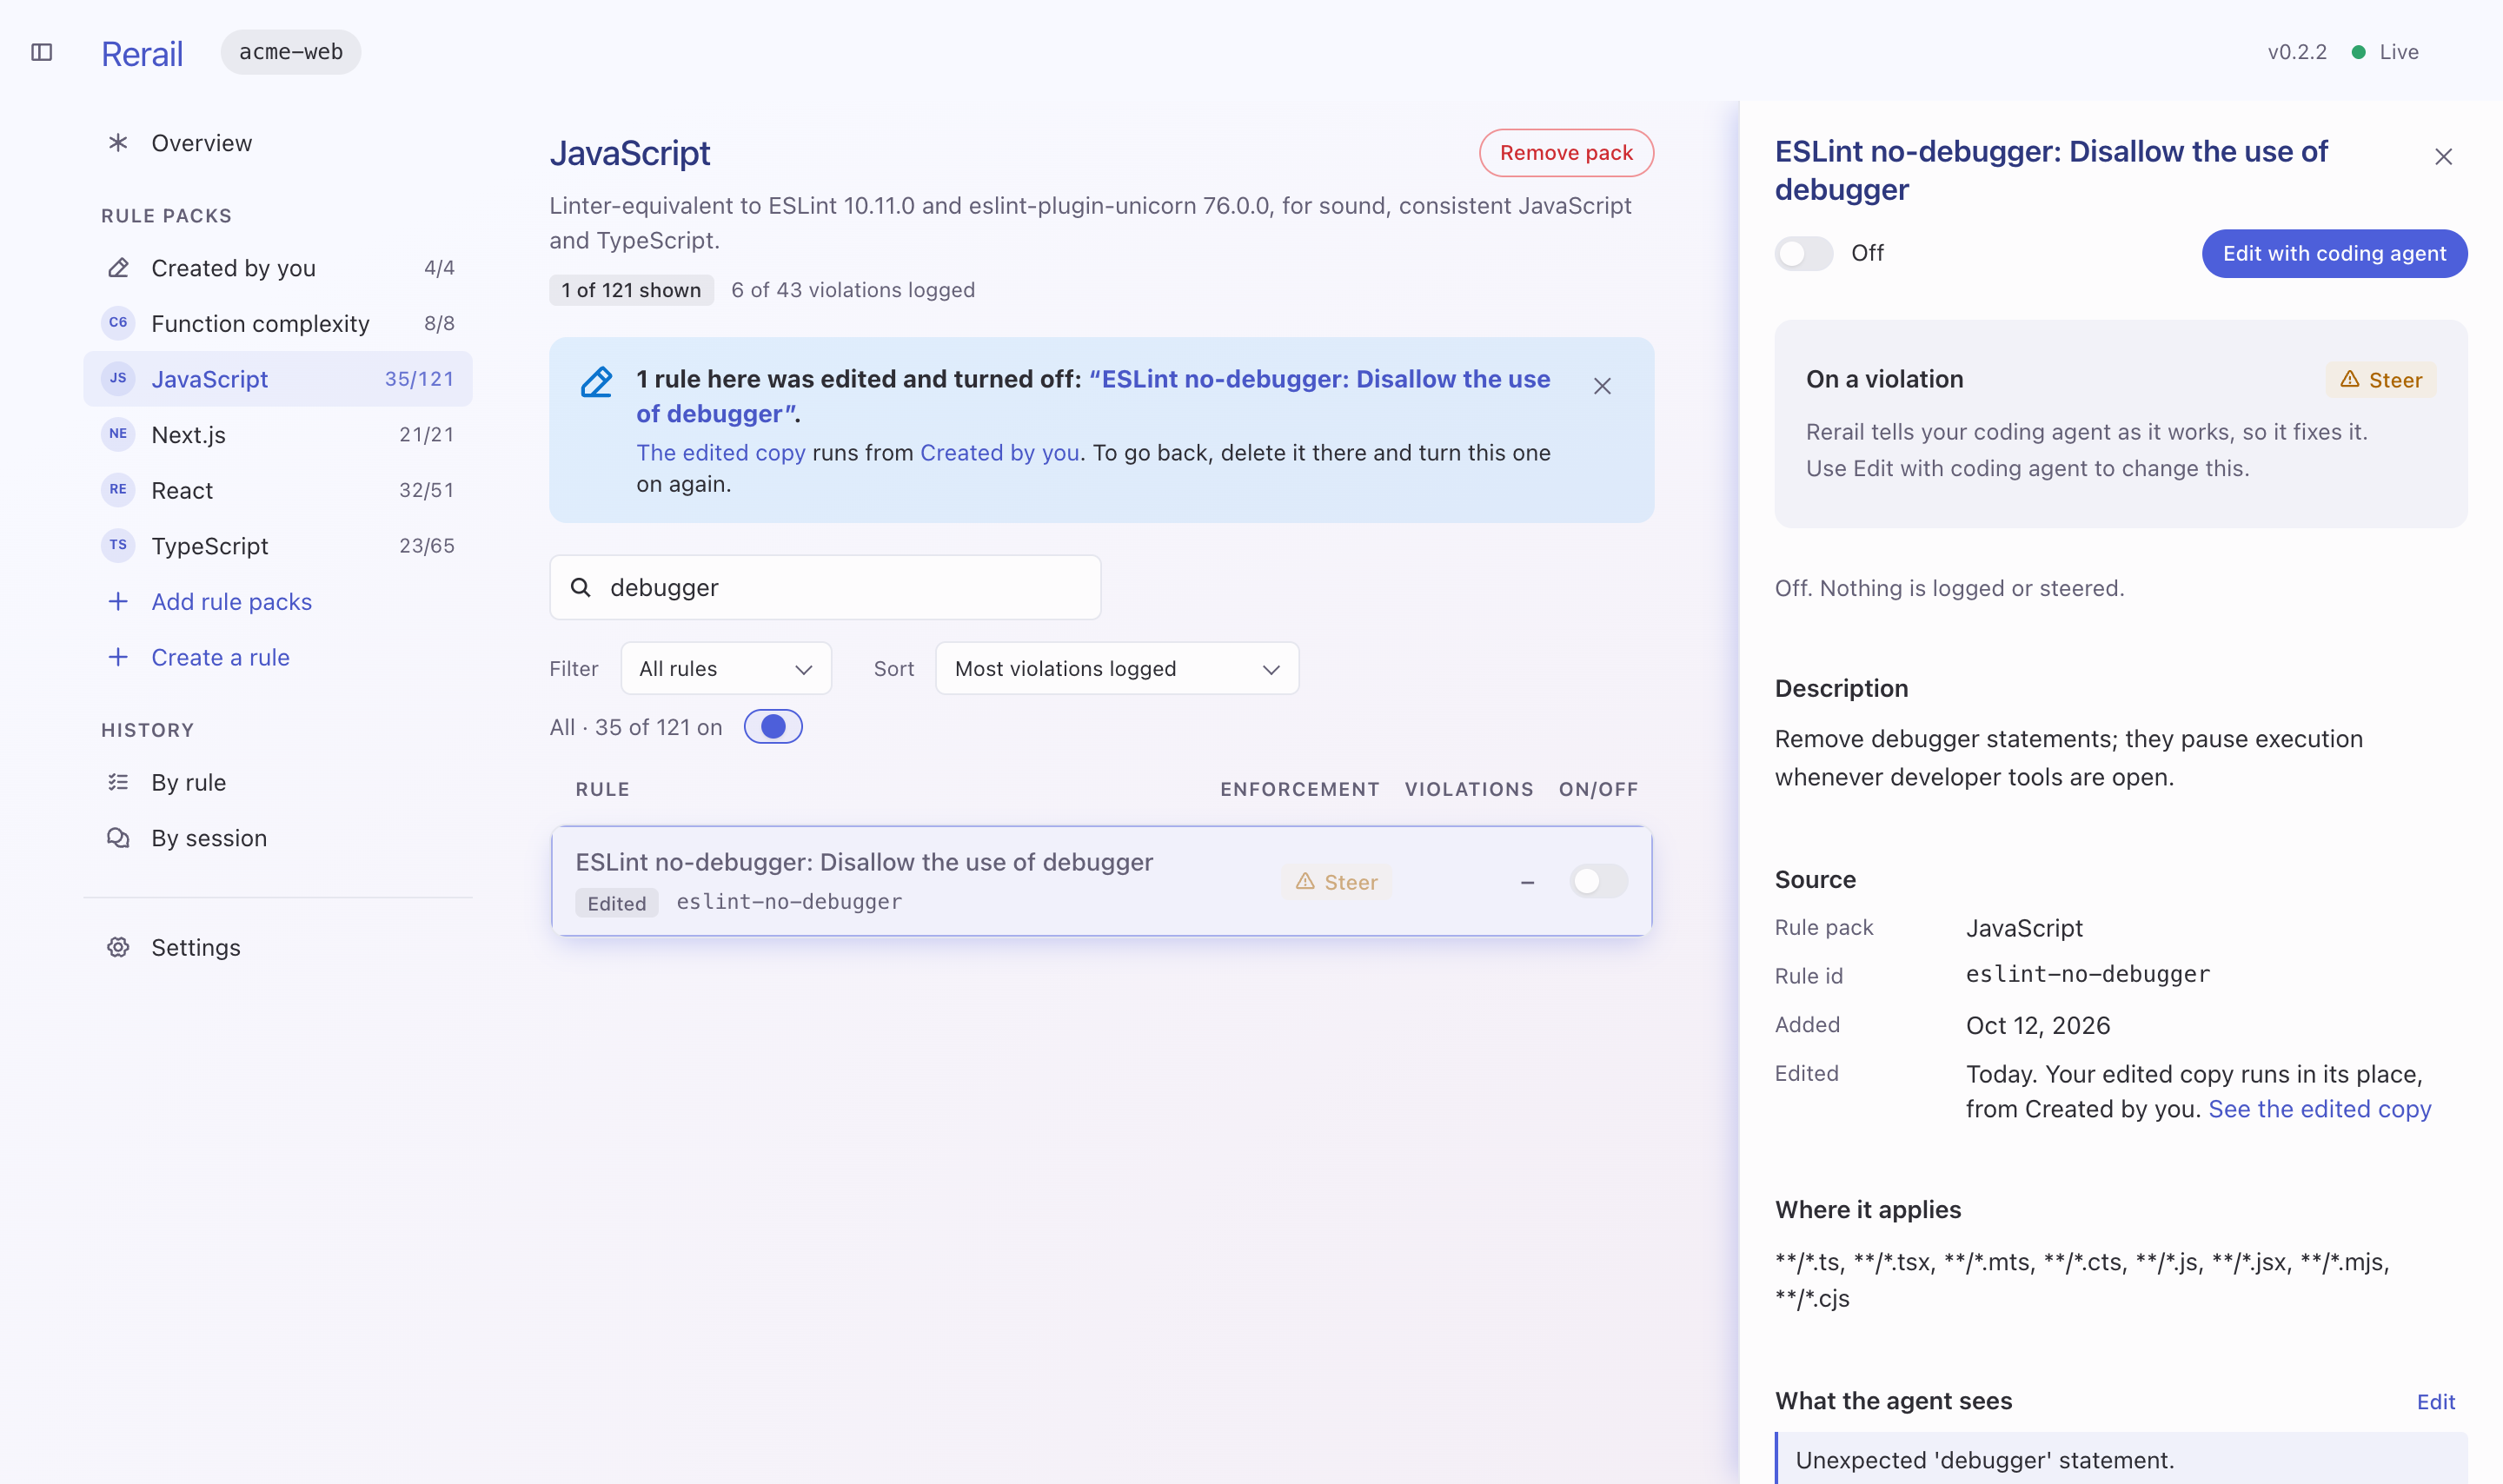 Rerail
acme-web
v0.2.2
Live
Overview
RULE PACKS
Created by you 4/4
C6 Function complexity 8/8
JS JavaScript 35/121
NE Next.js 21/21
RE React 32/51
TS TypeScript 23/65
Add rule packs
Create a rule
HISTORY
By rule
By session
Settings
JavaScript
Remove pack
Linter-equivalent to ESLint 10.11.0 and eslint-plugin-unicorn 76.0.0, for sound, consistent JavaScript
and TypeScript.
1 of 121 shown 6 of 43 violations logged
1 rule here was edited and turned off: “ESLint no-debugger: Disallow the use
of debugger”.
The edited copy runs from Created by you. To go back, delete it there and turn this one
on again.
debugger
Filter All rules Sort Most violations logged
All · 35 of 121 on
RULE ENFORCEMENT VIOLATIONS ON/OFF
ESLint no-debugger: Disallow the use of debugger
Edited eslint-no-debugger
Steer –
ESLint no-debugger: Disallow the use of
debugger
Off
Edit with coding agent
On a violation
Steer
Rerail tells your coding agent as it works, so it fixes it.
Use Edit with coding agent to change this.
Off. Nothing is logged or steered.
Description
Remove debugger statements; they pause execution
whenever developer tools are open.
Source
Rule pack JavaScript
Rule id eslint-no-debugger
Added Oct 12, 2026
Edited Today. Your edited copy runs in its place,
from Created by you. See the edited copy
Where it applies
**/*.ts, **/*.tsx, **/*.mts, **/*.cts, **/*.js, **/*.jsx, **/*.mjs,
**/*.cjs
What the agent sees
Edit
Unexpected 'debugger' statement.